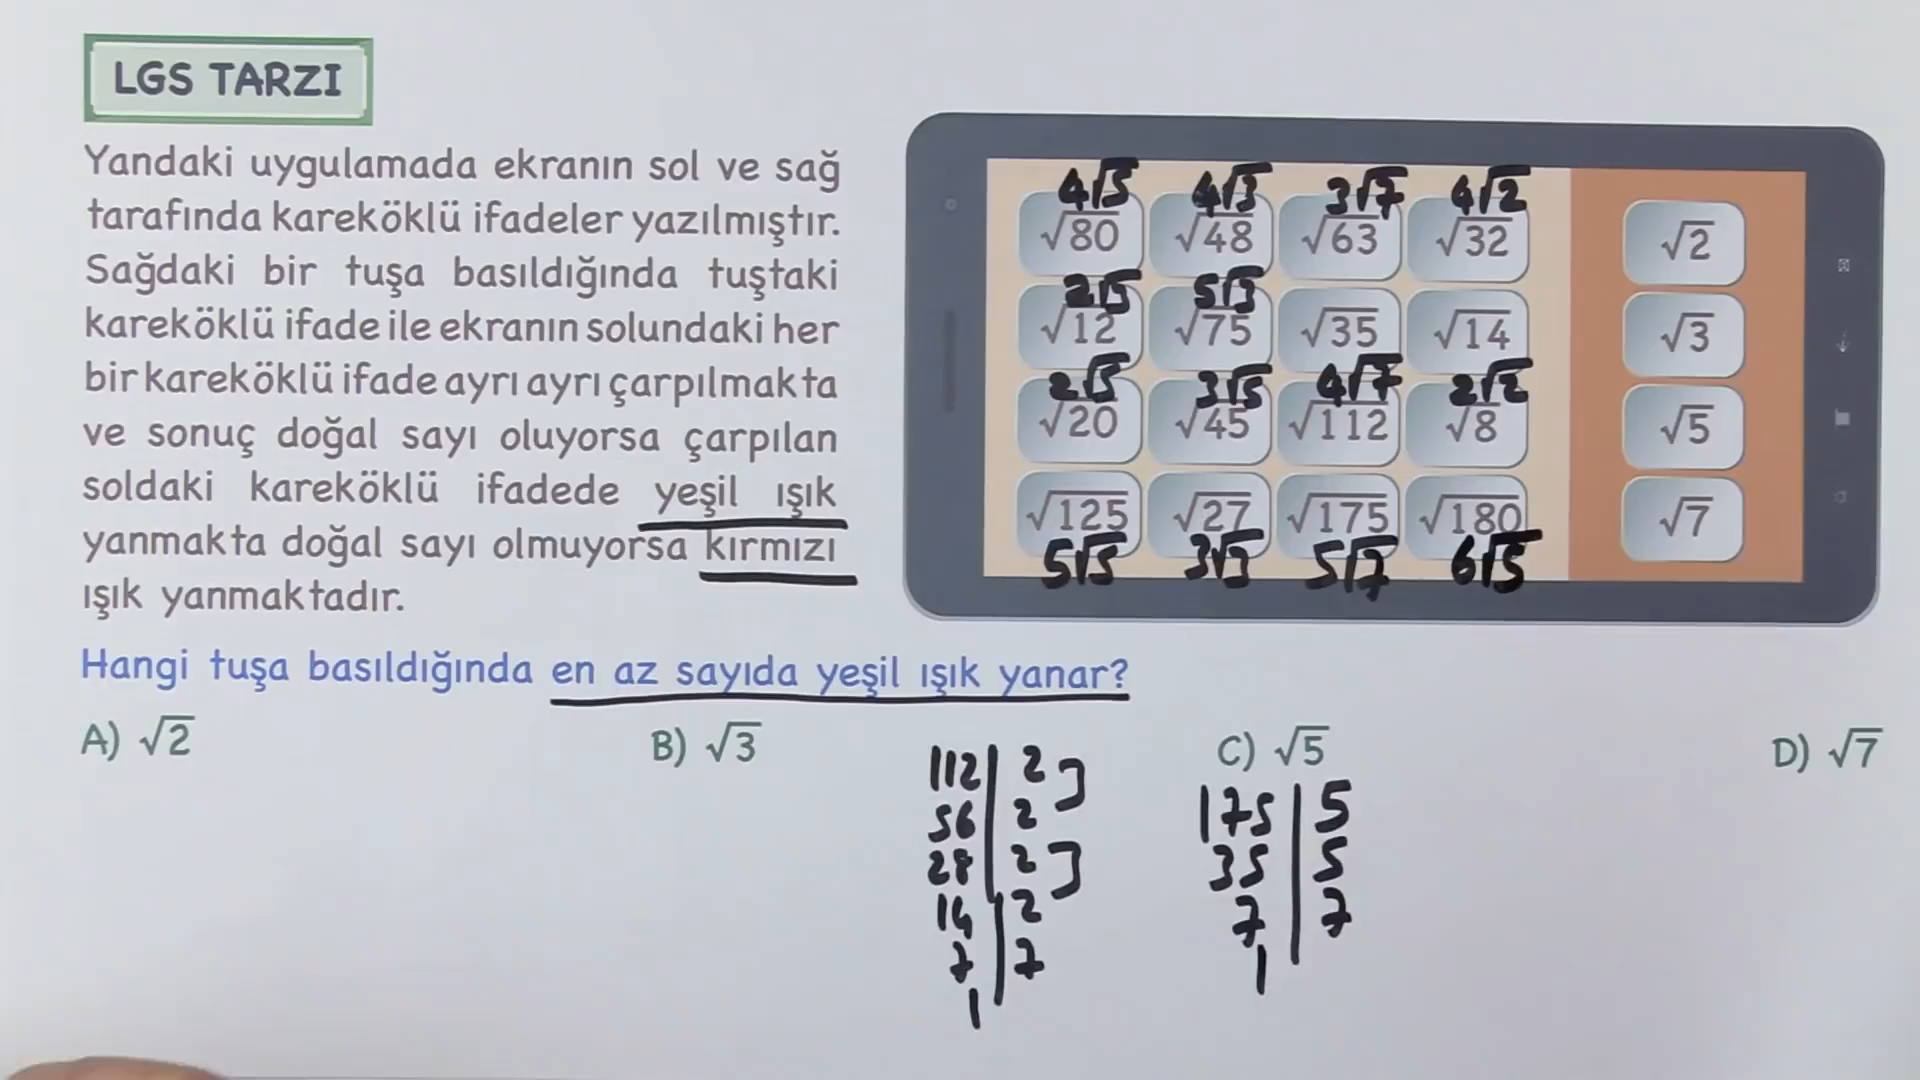 LGS TARZI
Yandaki uygulamada ekranın sol ve sağ
tarafında kareköklü ifadeler yazılmıştır.
Sağdaki bir tuşa basıldığında tuştaki
kareköklü ifade ile ekranın solundaki her
bir kareköklü ifade ayrı ayrı çarpılmakta
ve sonuç doğal sayı oluyorsa çarpılan
soldaki kareköklü ifadede yeşil ışık
yanmakta doğal sayı olmuyorsa kırmızı
ışık yanmaktadır.
4√5 4√3 3√7 4√2
√80 √48 √63 √32 √2
2√3 5√3
√12 √75 √35 √14 √3
2√5 3√5 4√7 2√2
√20 √45 √112 √8 √5
√125 √27 √175 √180 √7
5√5 3√3 5√7 6√5
Hangi tuşa basıldığında en az sayıda yeşil ışık yanar?
A) √2 B) √3 C) √5 D) √7
112 2
56 2
28 2
14 2
7 7
1
175 5
35 5
7 7
1